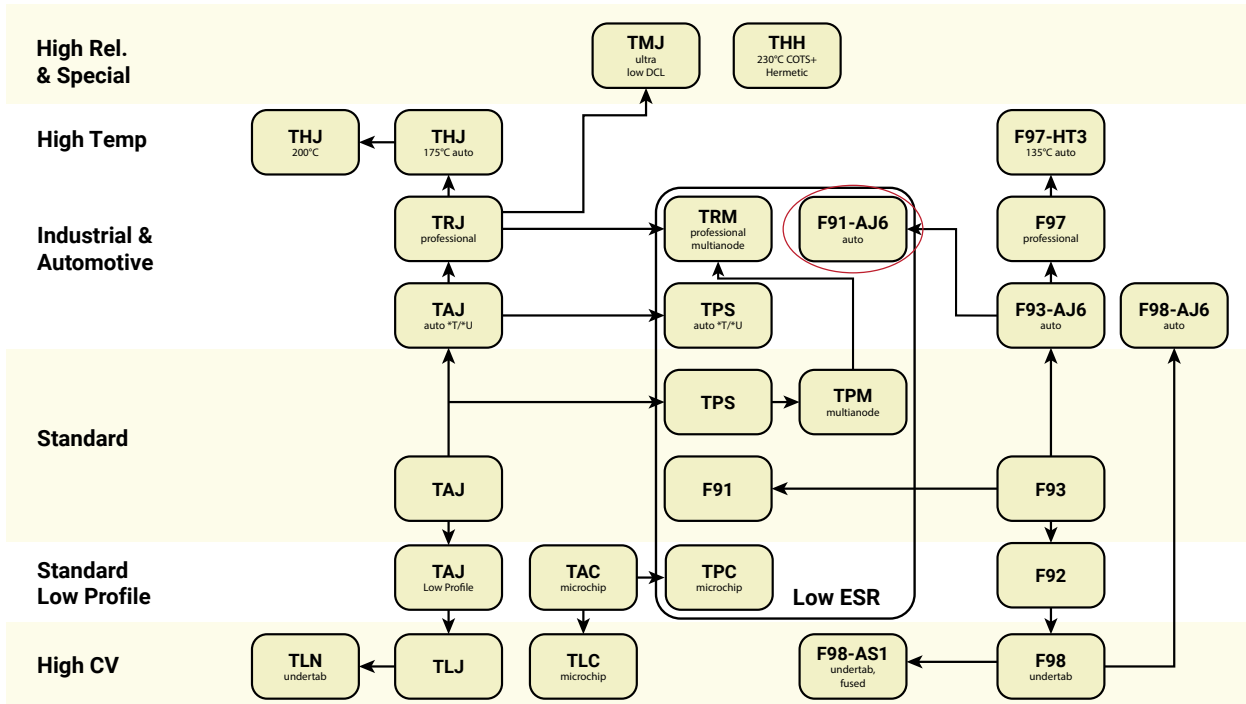 High Rel.
& Special
TMJ
ultra
low DCL
THH
230°C COTS+
Hermetic
High Temp
THJ
200°C
THJ
175°C auto
F97-HT3
135°C auto
Industrial &
Automotive
TRJ
professional
TRM
professional
multianode
F91-AJ6
auto
F97
professional
TAJ
auto *T/*U
TPS
auto *T/*U
F93-AJ6
auto
F98-AJ6
auto
Standard
TPS
TPM
multianode
TAJ
F91
F93
Standard
Low Profile
TAJ
Low Profile
TAC
microchip
TPC
microchip
Low ESR
F92
High CV
TLN
undertab
TLJ
TLC
microchip
F98-AS1
undertab,
fused
F98
undertab